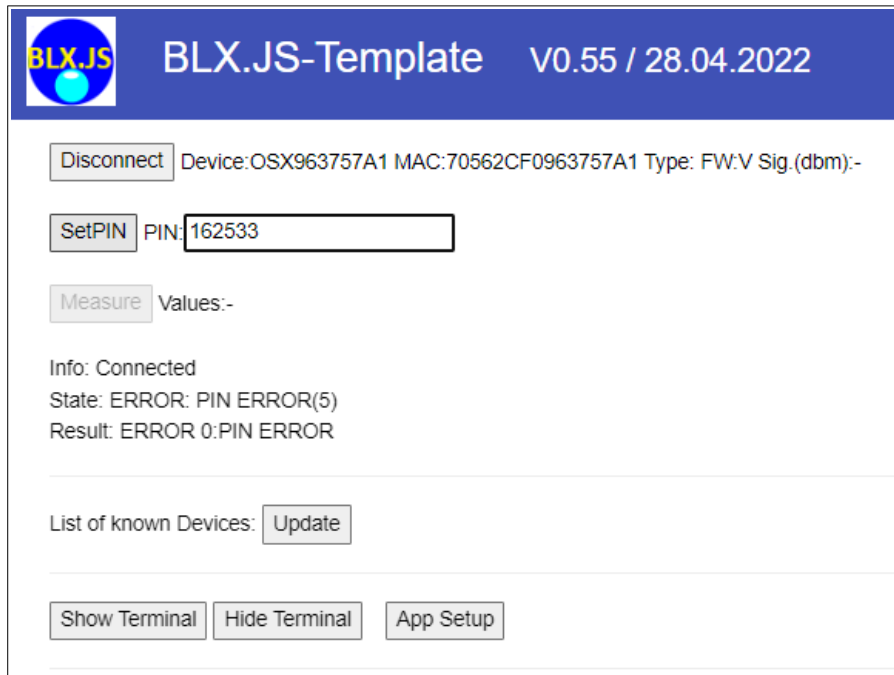 BLX.JS
BLX.JS-Template V0.55 / 28.04.2022
Disconnect Device:OSX963757A1 MAC:70562CF0963757A1 Type: FW:V Sig.(dbm):-
SetPIN PIN: 162533
Measure Values:-
Info: Connected
State: ERROR: PIN ERROR(5)
Result: ERROR 0:PIN ERROR
List of known Devices: Update
Show Terminal Hide Terminal App Setup